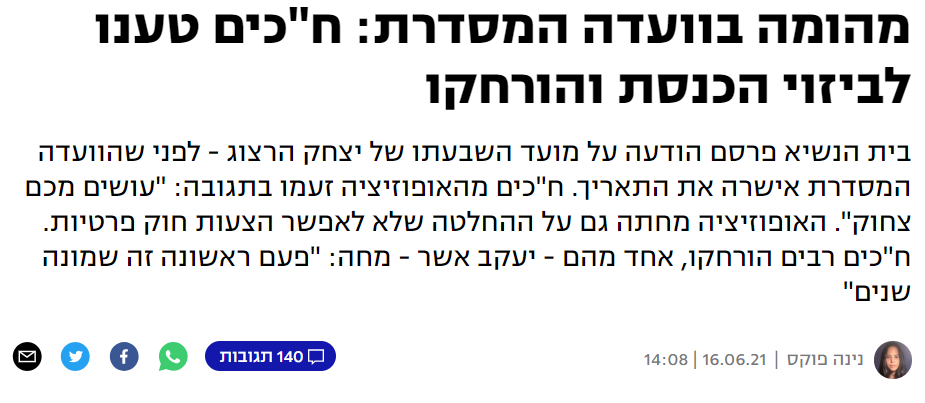 מהומה בוועדה המסדרת: ח"כים טענו
לביזוי הכנסת והורחקו
בית הנשיא פרסם הודעה על מועד השבעתו של יצחק הרצוג - לפני שהוועדה
המסדרת אישרה את התאריך. ח"כים מהאופוזיציה זעמו בתגובה: "עושים מכם
צחוק". האופוזיציה מחתה גם על ההחלטה שלא לאפשר הצעות חוק פרטיות.
ח"כים רבים הורחקו, אחד מהם - יעקב אשר - מחה: "פעם ראשונה זה שמונה
שנים"
נינה פוקס | 16.06.21 | 14:08
140 תגובות